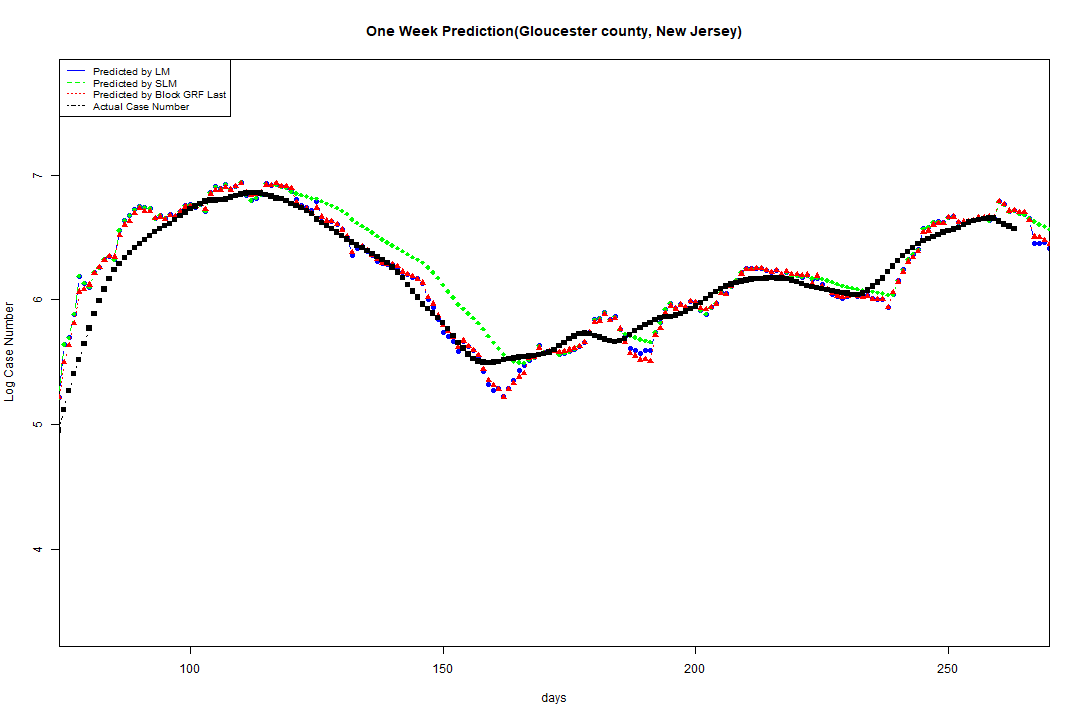 One Week Prediction(Gloucester county, New Jersey)
Predicted by LM
Predicted by SLM
Predicted by Block GRF Last
Actual Case Number
7
6
5
4
Log Case Number
100 150 200 250
days